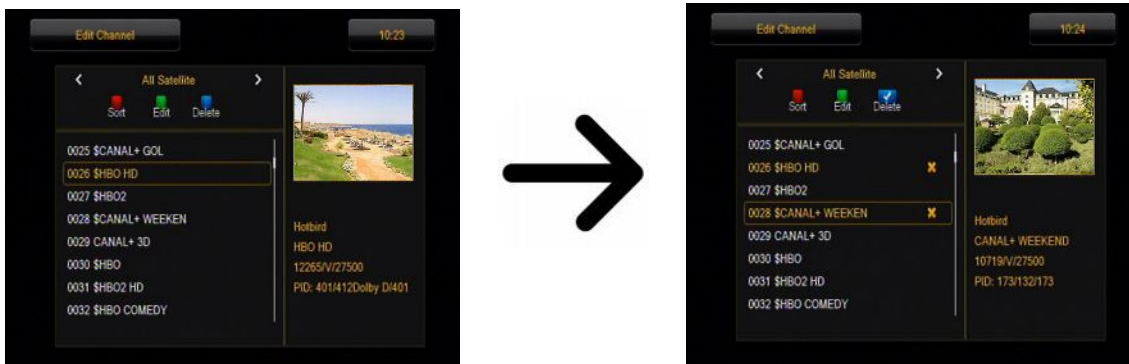 Edit Channel
10:23
All Satellite
Sort Edit Delete
0025 $CANAL+ GOL
0026 $HBO HD
0027 $HBO2
0028 $CANAL+ WEEKEN
0029 CANAL+ 3D
0030 $HBO
0031 $HBO2 HD
0032 $HBO COMEDY
Hotbird
HBO HD
12265/V/27500
PID: 401/412Dolby D/401
Edit Channel
10:24
All Satellite
Sort Edit Delete
0025 $CANAL+ GOL
0026 $HBO HD
0027 $HBO2
0028 $CANAL+ WEEKEN
0029 CANAL+ 3D
0030 $HBO
0031 $HBO2 HD
0032 $HBO COMEDY
Hotbird
CANAL+ WEEKEND
10719/V/27500
PID: 173/132/173